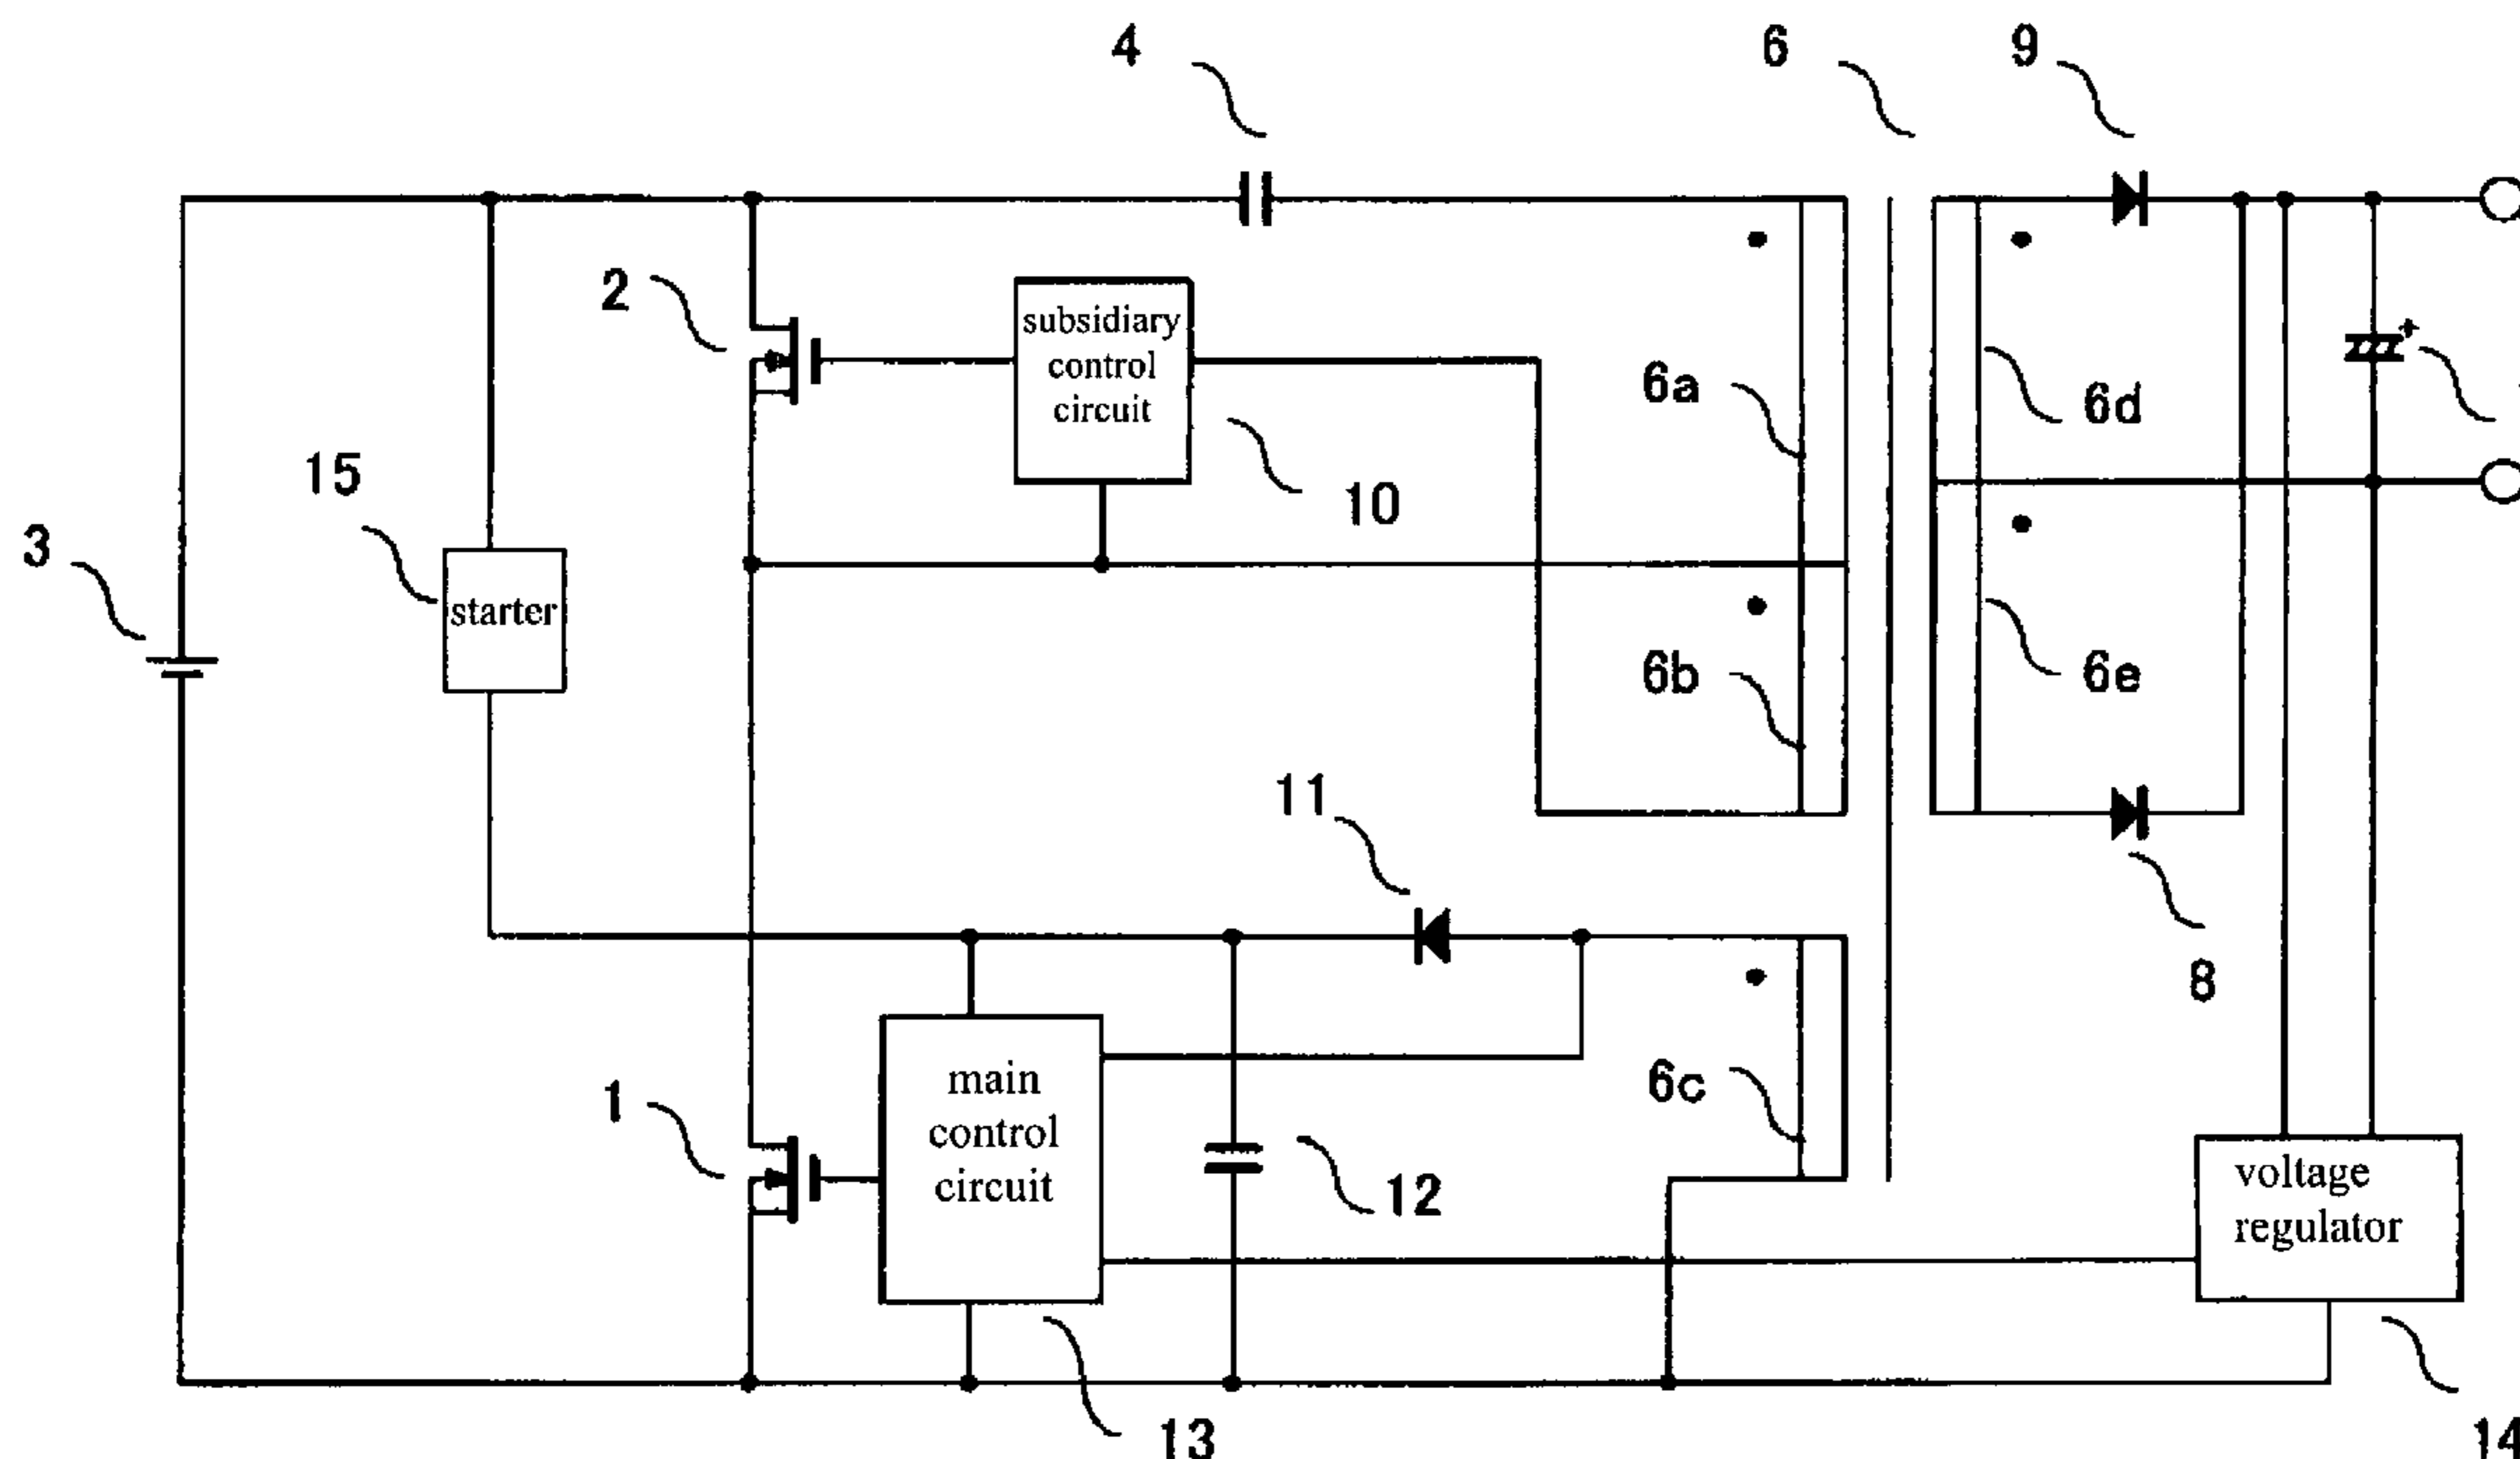 4
6
9
2
subsidiary
control
circuit
6a
6d
15
10
3
starter
6b
6e
11
8
main
control
circuit
1
6c
12
voltage
regulator
13
14